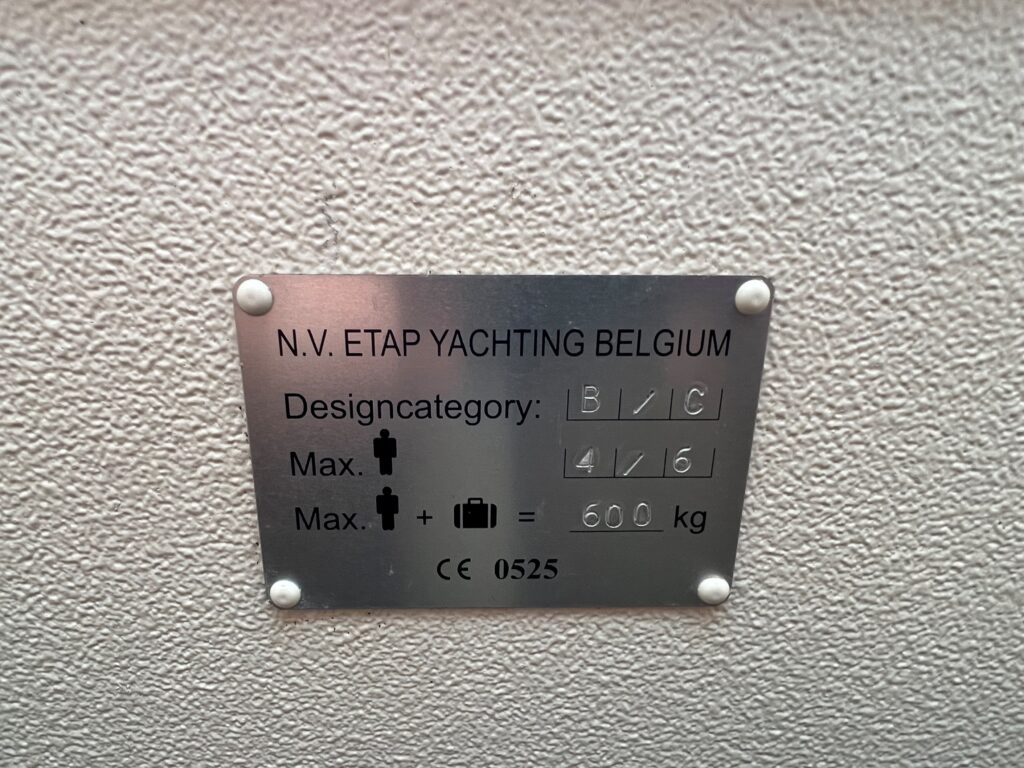 N.V. ETAP YACHTING BELGIUM
Designcategory: B / C
Max. 4 / 6
Max. + = 600 kg
CE 0525